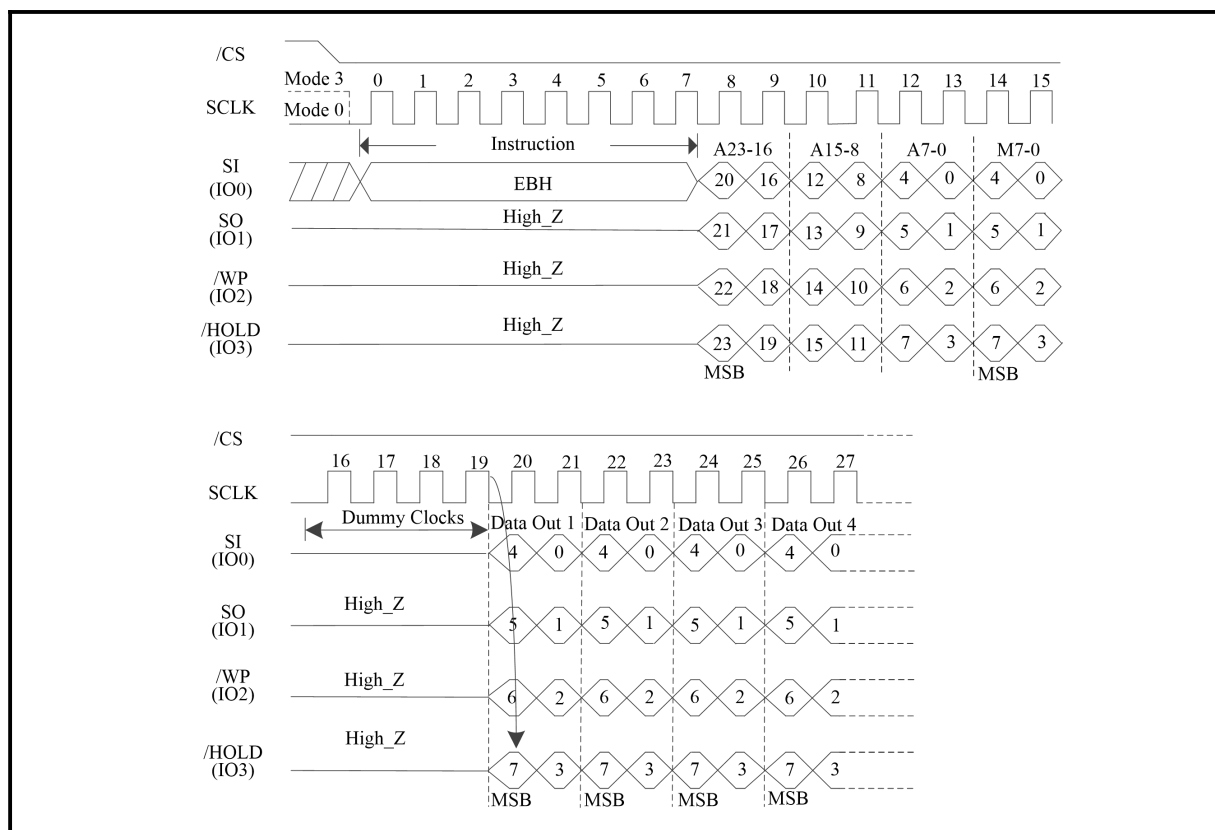 /CS
Mode 3 0 1 2 3 4 5 6 7 8 9 10 11 12 13 14 15
SCLK Mode 0
Instruction A23-16 A15-8 A7-0 M7-0
SI
(IO0) EBH 20 16 12 8 4 0 4 0
High_Z
SO
(IO1) 21 17 13 9 5 1 5 1
High_Z
/WP
(IO2) 22 18 14 10 6 2 6 2
High_Z
/HOLD
(IO3) 23 19 15 11 7 3 7 3
MSB MSB
/CS
16 17 18 19 20 21 22 23 24 25 26 27
SCLK
Dummy Clocks Data Out 1 Data Out 2 Data Out 3 Data Out 4
SI
(IO0) 4 0 4 0 4 0 4 0
High_Z
SO
(IO1) 5 1 5 1 5 1 5 1
High_Z
/WP
(IO2) 6 2 6 2 6 2 6 2
High_Z
/HOLD
(IO3) 7 3 7 3 7 3 7 3
MSB MSB MSB MSB